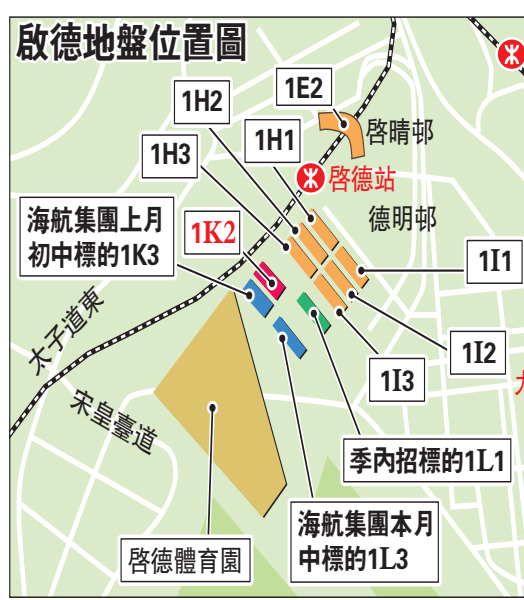 啟德地盤位置圖
1E2
1H2
1H1
啓晴邨
1H3
啓德站
德明邨
海航集團上月
初中標的1K3
1K2
1I1
太子道東
1I2
1I3
宋皇臺道
季內招標的1L1
海航集團本月
中標的1L3
啓德體育園